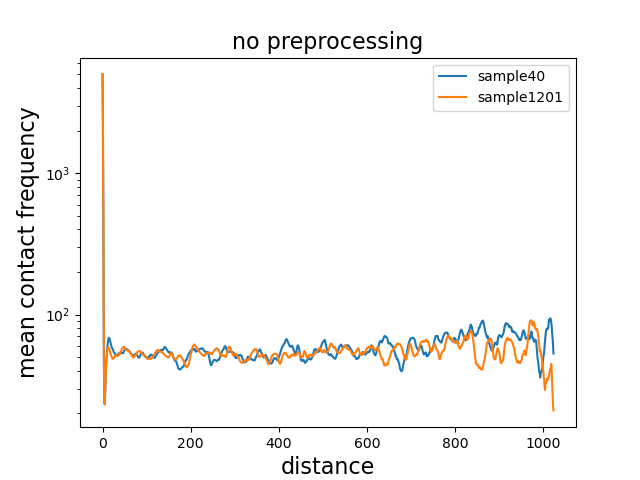 no preprocessing
sample40
sample1201
mean contact frequency
10³
10²
0
200
400
600
800
1000
distance